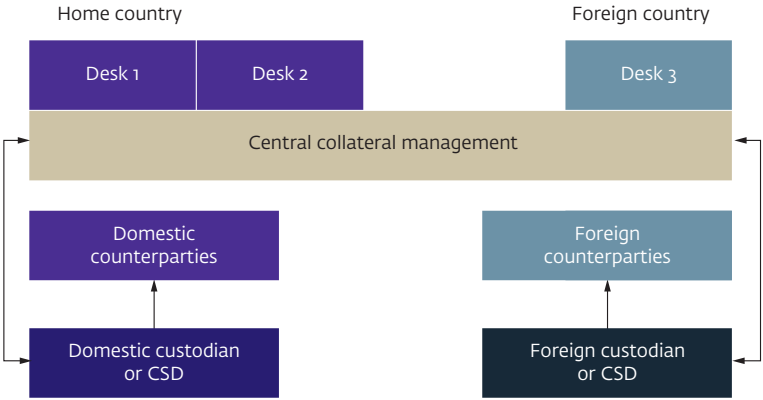 Home country
Foreign country
Desk 1
Desk 2
Desk 3
Central collateral management
Domestic
counterparties
Foreign
counterparties
Domestic custodian
or CSD
Foreign custodian
or CSD